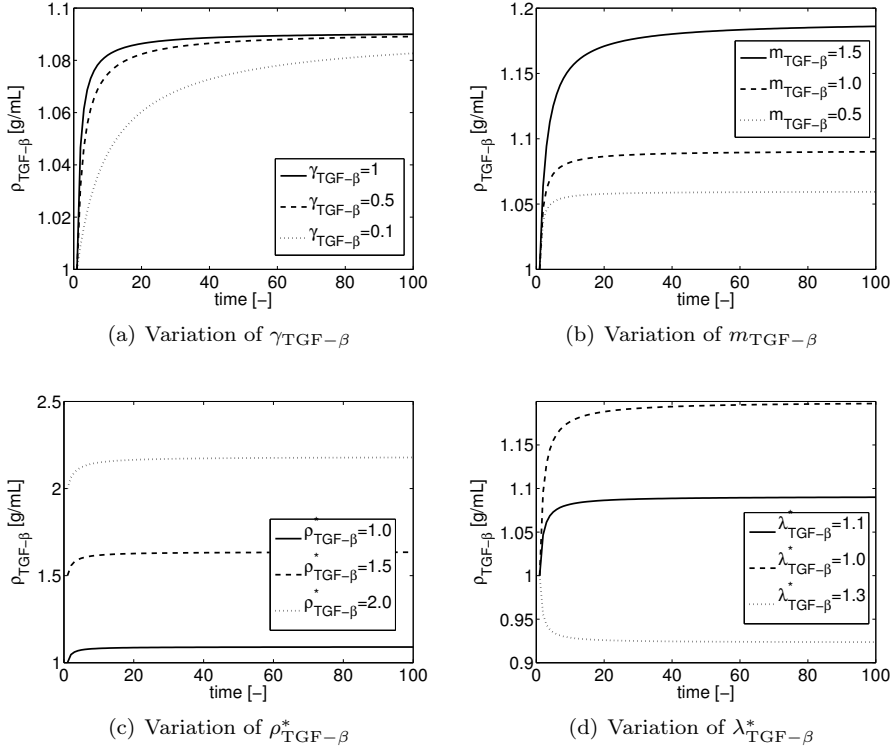 1.1
1.08
1.06
1.04
1.02
1
0 20 40 60 80 100
ρTGF−β [g/mL]
time [-]
γTGF−β=1
γTGF−β=0.5
γTGF−β=0.1
(a) Variation of γTGF−β
1.2
1.15
1.1
1.05
1
0 20 40 60 80 100
ρTGF−β [g/mL]
time [-]
mTGF−β=1.5
mTGF−β=1.0
mTGF−β=0.5
(b) Variation of mTGF−β
2.5
2
1.5
1
0 20 40 60 80 100
ρTGF−β [g/mL]
time [-]
ρ*TGF−β=1.0
ρ*TGF−β=1.5
ρ*TGF−β=2.0
(c) Variation of ρ*TGF−β
1.15
1.1
1.05
1
0.95
0.9
0 20 40 60 80 100
ρTGF−β [g/mL]
time [-]
λ*TGF−β=1.1
λ*TGF−β=1.0
λ*TGF−β=1.3
(d) Variation of λ*TGF−β